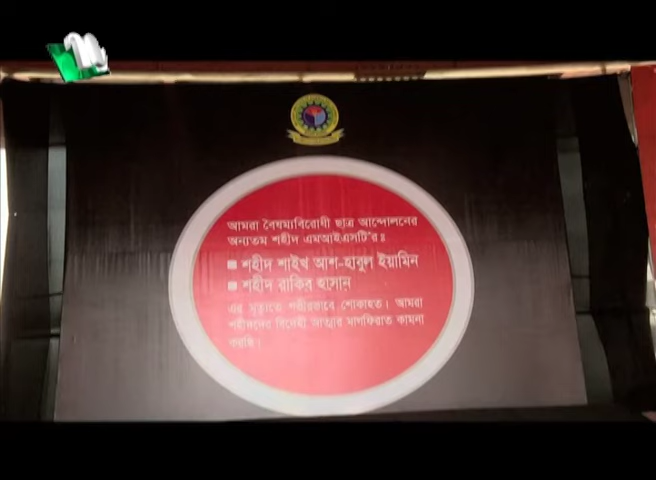 আমরা বৈষম্যবিরোধী ছাত্র আন্দোলনের
অন্যতম শহীদ এমআইএসটি'রঃ
■ শহীদ শাইখ আশ-হাবুল ইয়ামিন
■ শহীদ রাকিব হাসান
এর মৃত্যুতে গভীরভাবে শোকাহত। আমরা
শহীদদের বিদেহী আত্মার মাগফিরাত কামনা
করছি।